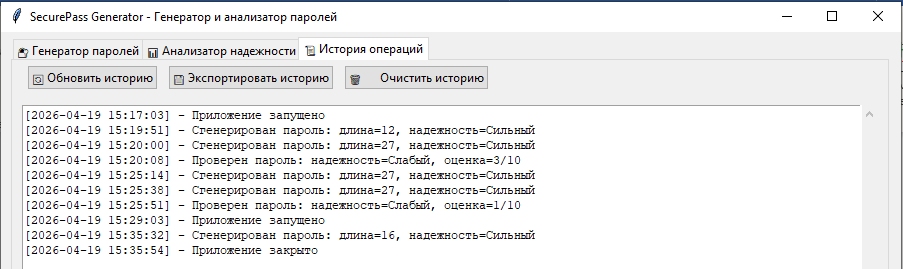 SecurePass Generator - Генератор и анализатор паролей
Генератор паролей Анализатор надежности История операций
Обновить историю Экспортировать историю Очистить историю
[2026-04-19 15:17:03] - Приложение запущено
[2026-04-19 15:19:51] - Сгенерирован пароль: длина=12, надежность=Сильный
[2026-04-19 15:20:00] - Сгенерирован пароль: длина=27, надежность=Сильный
[2026-04-19 15:20:08] - Проверен пароль: надежность=Слабый, оценка=3/10
[2026-04-19 15:25:14] - Сгенерирован пароль: длина=27, надежность=Сильный
[2026-04-19 15:25:38] - Сгенерирован пароль: длина=27, надежность=Сильный
[2026-04-19 15:25:51] - Проверен пароль: надежность=Слабый, оценка=1/10
[2026-04-19 15:29:03] - Приложение запущено
[2026-04-19 15:35:32] - Сгенерирован пароль: длина=16, надежность=Сильный
[2026-04-19 15:35:54] - Приложение закрыто